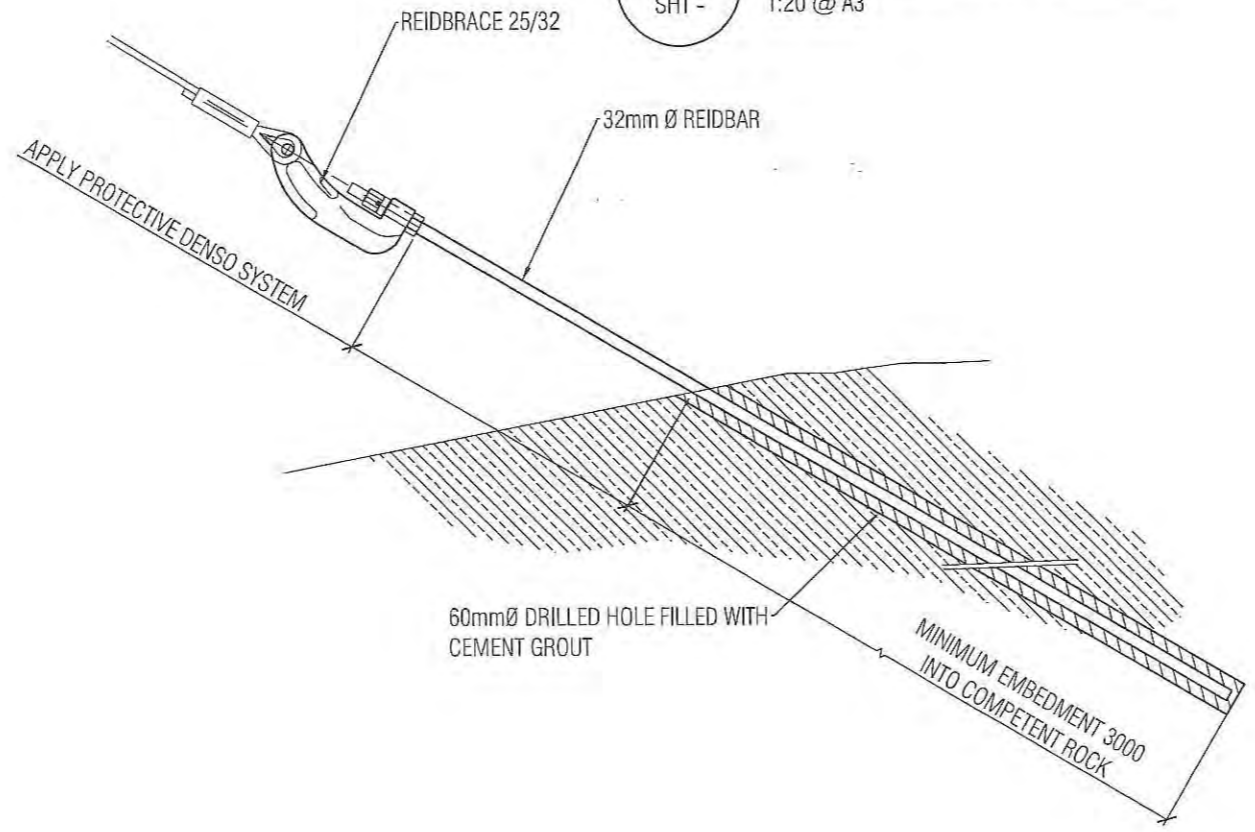 SHT -
1:20 @ A3
REIDBRACE 25/32
32mm Ø REIDBAR
APPLY PROTECTIVE DENSO SYSTEM
60mmØ DRILLED HOLE FILLED WITH
CEMENT GROUT
MINIMUM EMBEDMENT 3000
INTO COMPETENT ROCK